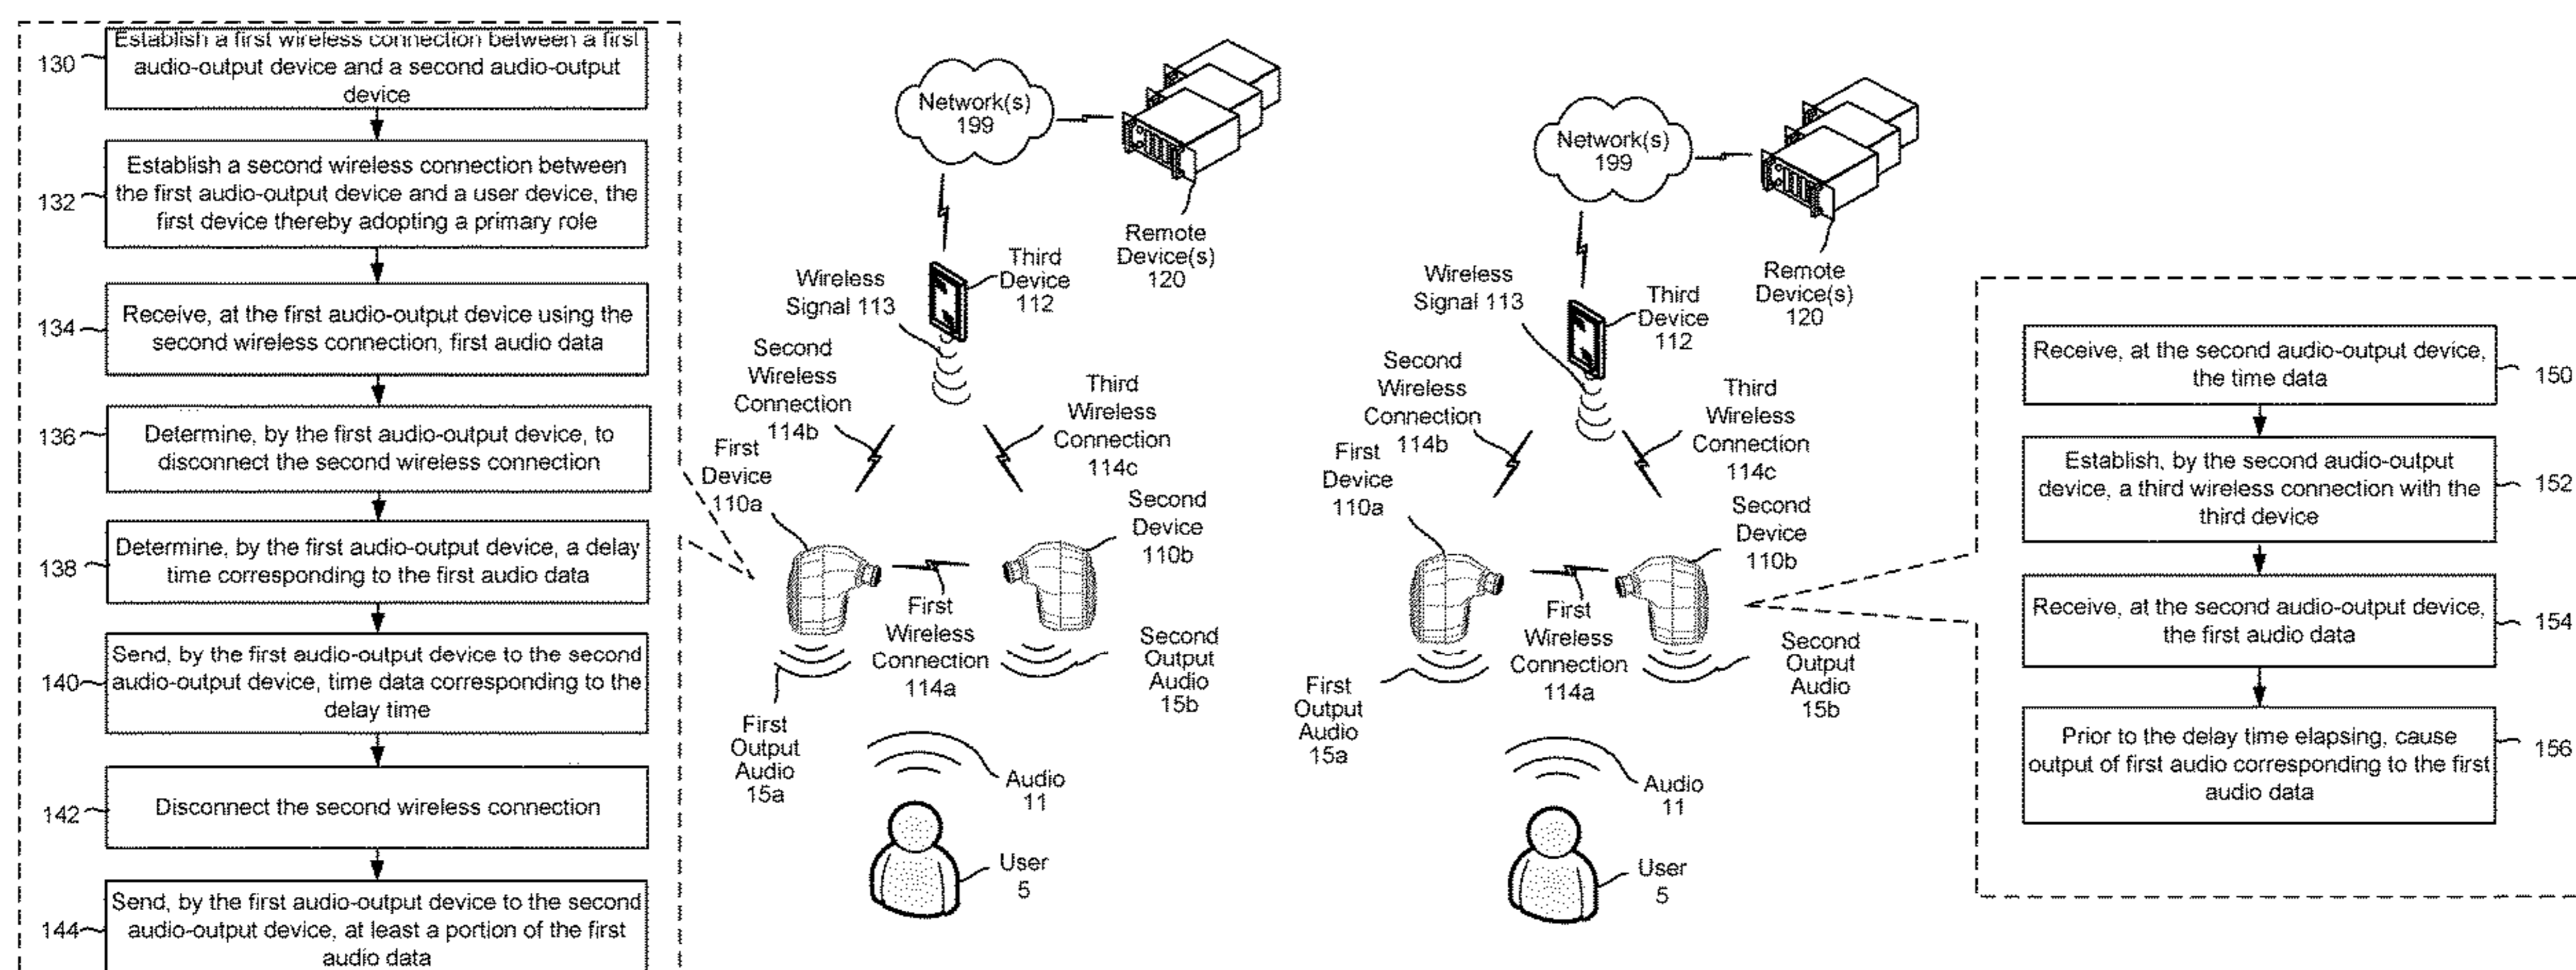 130
Establish a first wireless connection between a first
audio-output device and a second audio-output
device
132
Establish a second wireless connection between
the first audio-output device and a user device, the
first device thereby adopting a primary role
134
Receive, at the first audio-output device using the
second wireless connection, first audio data
136
Determine, by the first audio-output device, to
disconnect the second wireless connection
138
Determine, by the first audio-output device, a delay
time corresponding to the first audio data
140
Send, by the first audio-output device to the second
audio-output device, time data corresponding to the
delay time
142
Disconnect the second wireless connection
144
Send, by the first audio-output device to the second
audio-output device, at least a portion of the first
audio data
Network(s)
199
Remote
Device(s)
120
Third
Device
112
Wireless
Signal 113
Second
Wireless
Connection
114b
Third
Wireless
Connection
114c
First
Device
110a
Second
Device
110b
First
Wireless
Connection
114a
Second
Output
Audio
15b
First
Output
Audio
15a
Audio
11
User
5
Network(s)
199
Remote
Device(s)
120
Third
Device
112
Wireless
Signal 113
Second
Wireless
Connection
114b
Third
Wireless
Connection
114c
First
Device
110a
Second
Device
110b
First
Wireless
Connection
114a
Second
Output
Audio
15b
First
Output
Audio
15a
Audio
11
User
5
Receive, at the second audio-output device,
the time data
150
Establish, by the second audio-output
device, a third wireless connection with the
third device
152
Receive, at the second audio-output device,
the first audio data
154
Prior to the delay time elapsing, cause
output of first audio corresponding to the first
audio data
156